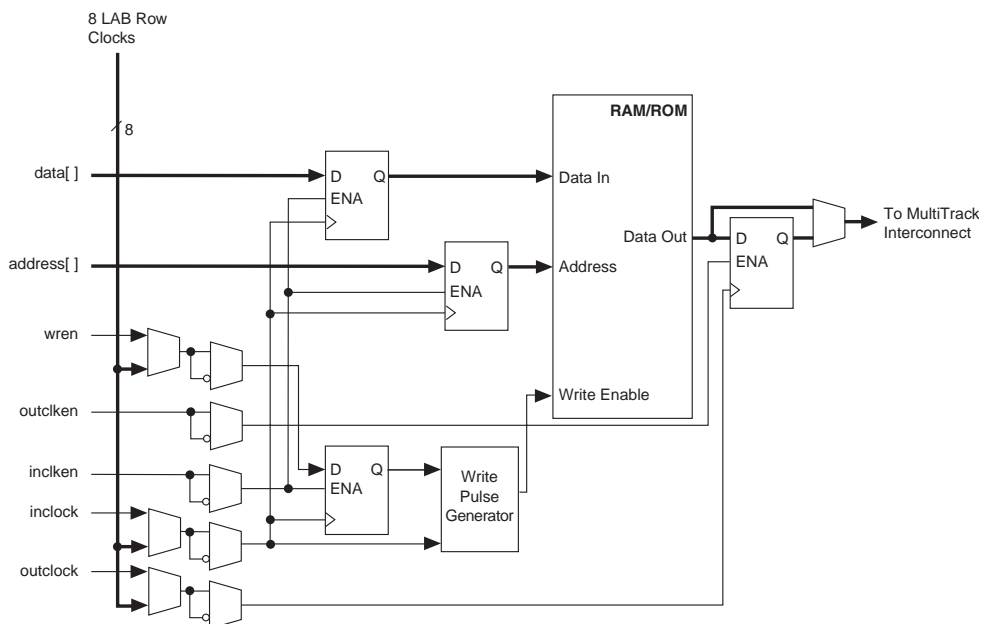 8 LAB Row
Clocks
8
RAM/ROM
data[ ]
D Q
ENA
Data In
Data Out
To MultiTrack
Interconnect
D Q
ENA
address[ ]
D Q
ENA
Address
wren
Write Enable
outclken
inclken
D Q
ENA
Write
Pulse
Generator
inclock
outclock